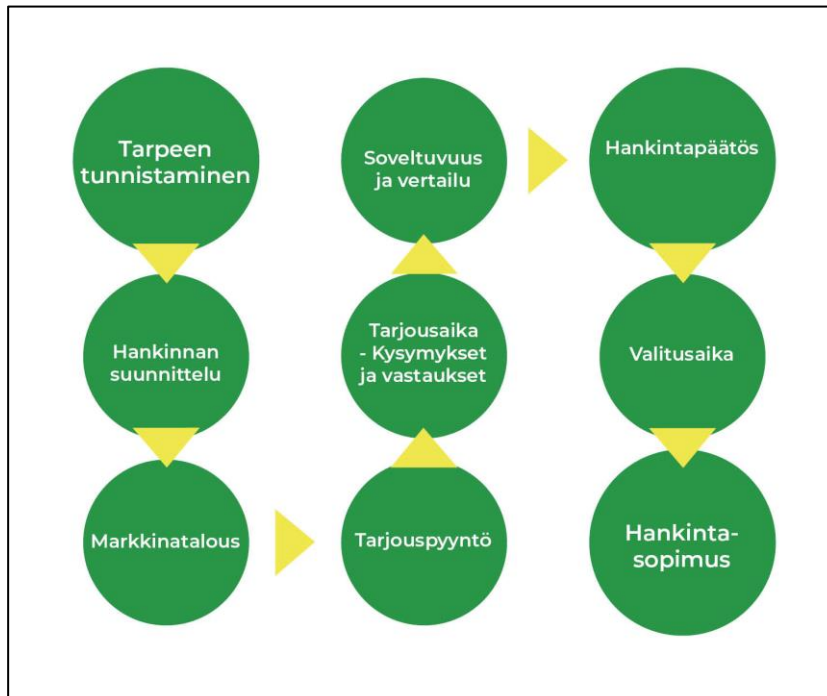 Tarpeen
tunnistaminen
Hankinnan
suunnittelu
Markkinatalous
Tarjouspyyntö
Tarjousaika
- Kysymykset
ja vastaukset
Soveltuvuus
ja vertailu
Hankintapäätös
Valitusaika
Hankinta-
sopimus